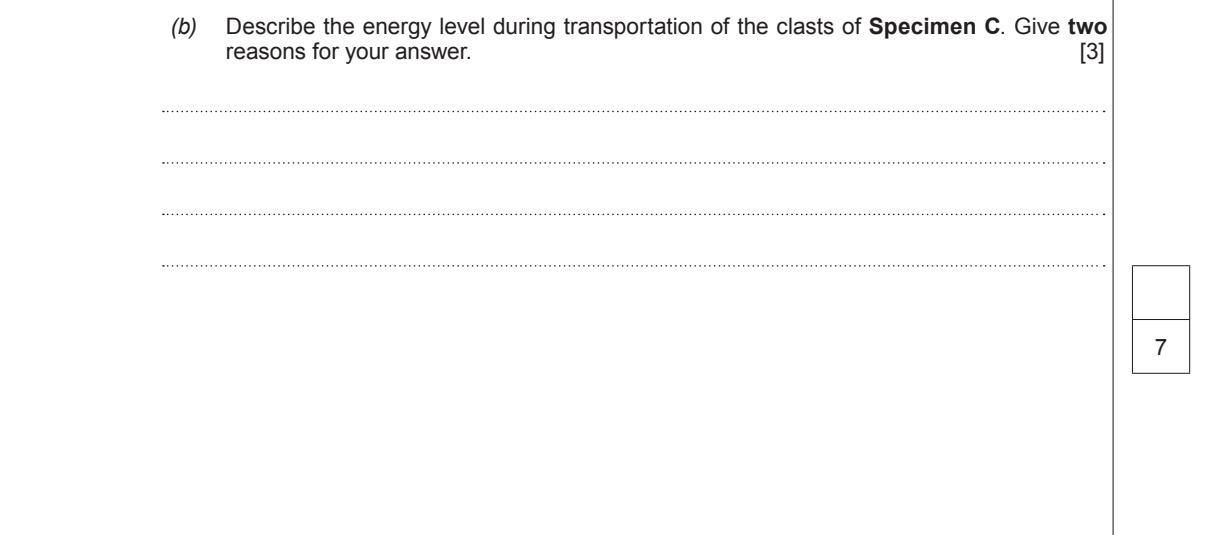 (b) Describe the energy level during transportation of the clasts of Specimen C. Give two
reasons for your answer. [3]
7